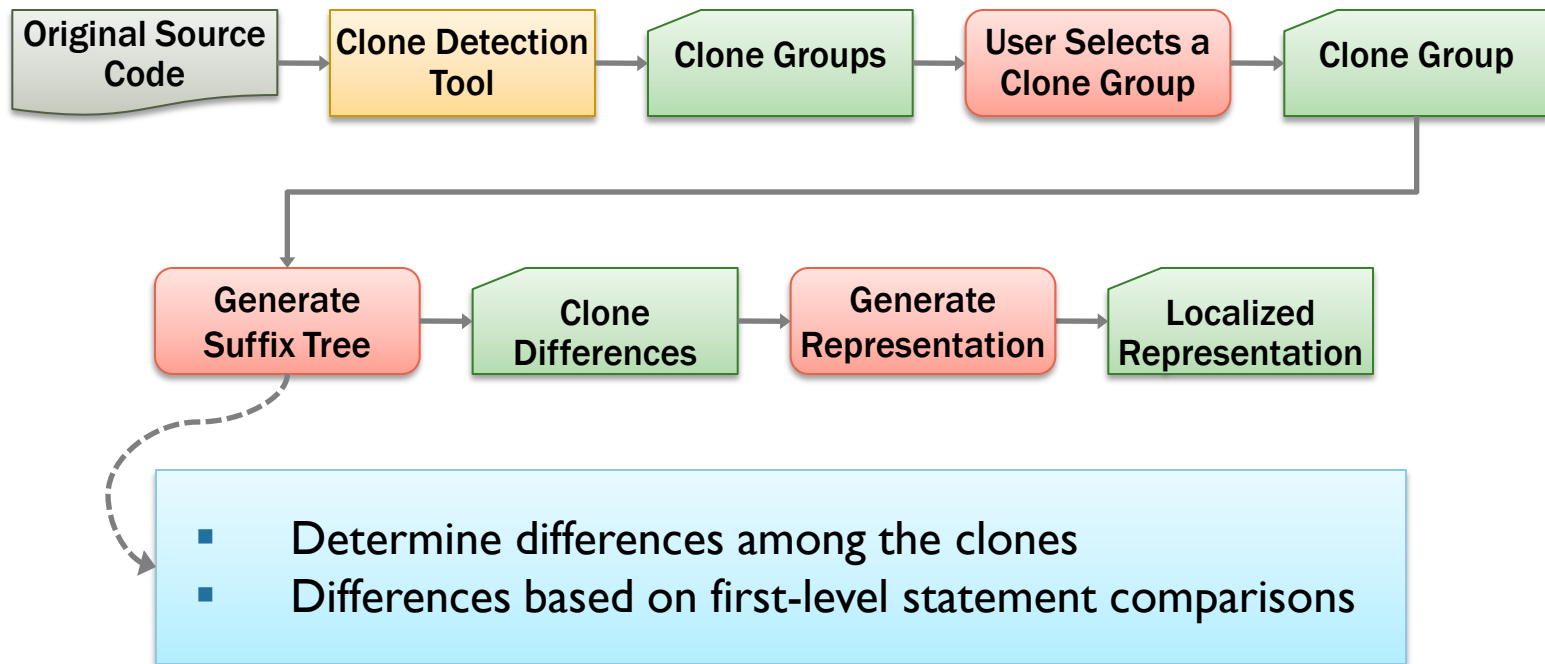 Original Source
Code
Clone Detection
Tool
Clone Groups
User Selects a
Clone Group
Clone Group
Generate
Suffix Tree
Clone
Differences
Generate
Representation
Localized
Representation
▪ Determine differences among the clones
▪ Differences based on first-level statement comparisons